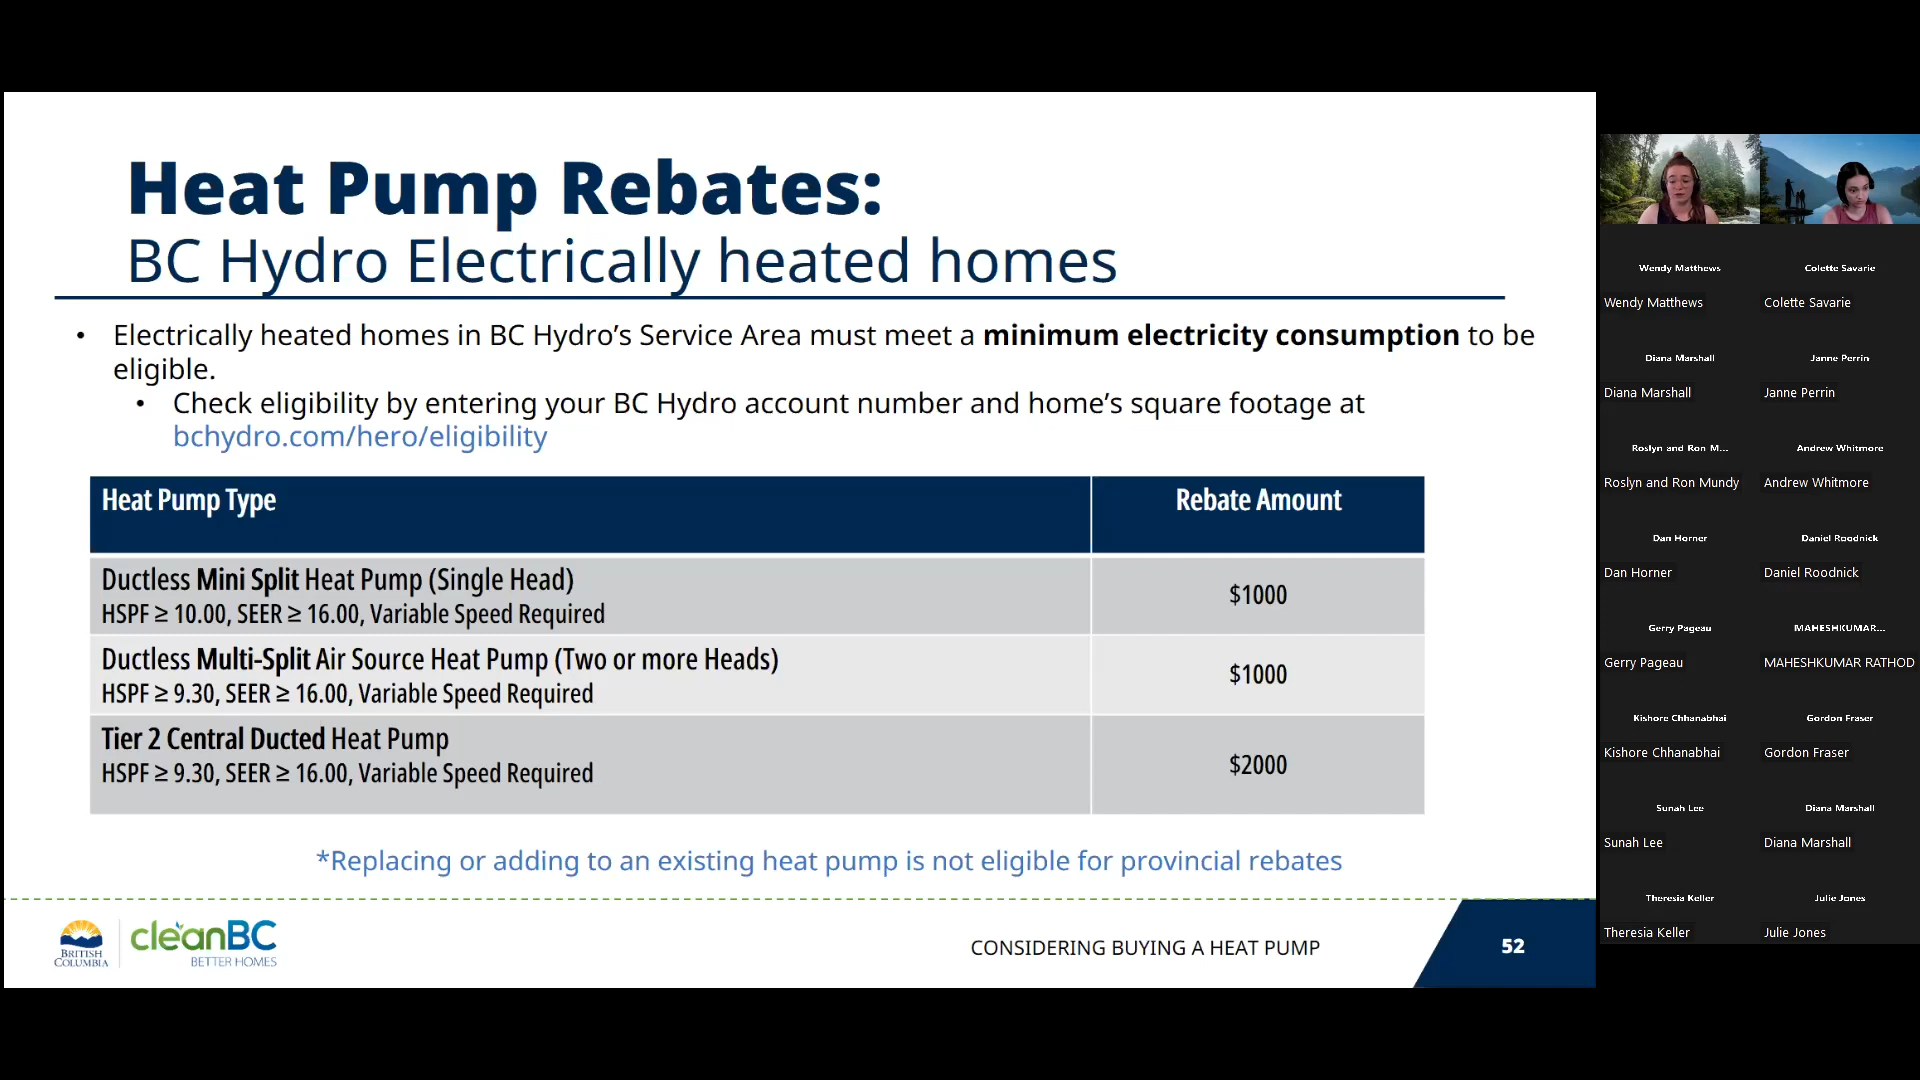 Heat Pump Rebates:
BC Hydro Electrically heated homes
• Electrically heated homes in BC Hydro’s Service Area must meet a minimum electricity consumption to be
eligible.
• Check eligibility by entering your BC Hydro account number and home’s square footage at
bchydro.com/hero/eligibility
Heat Pump Type
Rebate Amount
Ductless Mini Split Heat Pump (Single Head)
HSPF ≥ 10.00, SEER ≥ 16.00, Variable Speed Required
$1000
Ductless Multi-Split Air Source Heat Pump (Two or more Heads)
HSPF ≥ 9.30, SEER ≥ 16.00, Variable Speed Required
$1000
Tier 2 Central Ducted Heat Pump
HSPF ≥ 9.30, SEER ≥ 16.00, Variable Speed Required
$2000
*Replacing or adding to an existing heat pump is not eligible for provincial rebates
BRITISH
COLUMBIA
cleanBC
BETTER HOMES
CONSIDERING BUYING A HEAT PUMP
52
Wendy Matthews
Colette Savarie
Wendy Matthews
Colette Savarie
Diana Marshall
Janne Perrin
Diana Marshall
Janne Perrin
Roslyn and Ron M...
Andrew Whitmore
Roslyn and Ron Mundy
Andrew Whitmore
Dan Horner
Daniel Roodnick
Dan Horner
Daniel Roodnick
Gerry Pageau
MAHESHKUMAR...
Gerry Pageau
MAHESHKUMAR RATHOD
Kishore Chhanabhai
Gordon Fraser
Kishore Chhanabhai
Gordon Fraser
Sunah Lee
Diana Marshall
Sunah Lee
Diana Marshall
Theresia Keller
Julie Jones
Theresia Keller
Julie Jones